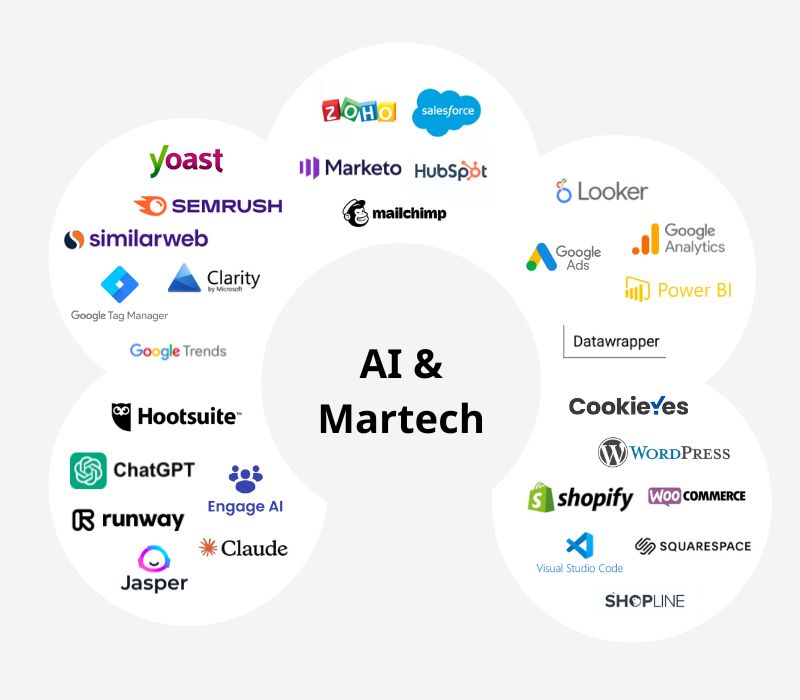 ZOHO
salesforce
Marketo
HubSpot
mailchimp
yoast
SEMRUSH
similarweb
Clarity
by Microsoft
Google Tag Manager
Google Trends
Looker
Google
Analytics
Google
Ads
Power BI
Datawrapper
AI &
Martech
Hootsuite™
ChatGPT
Engage AI
runway
Claude
Jasper
CookieYes
WORDPRESS
shopify
WOO COMMERCE
Visual Studio Code
SQUARESPACE
SHOPLINE